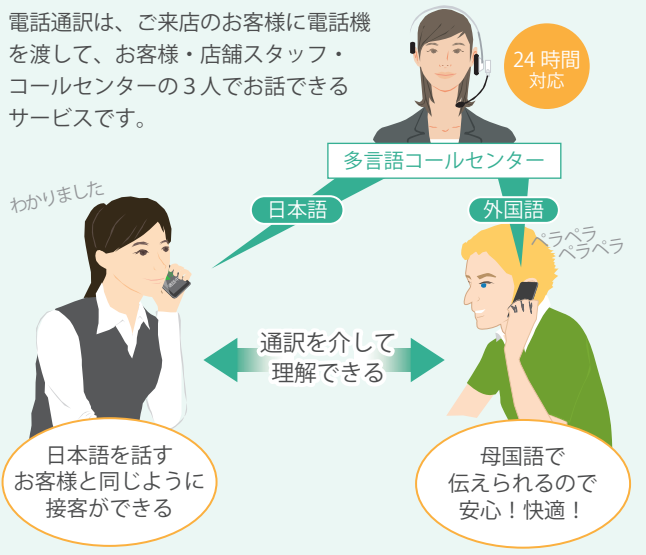 電話通訳は、ご来店のお客様に電話機
を渡して、お客様・店舗スタッフ・
コールセンターの３人でお話できる
サービスです。
24 時間
対応
多言語コールセンター
わかりました
日本語
外国語
ペラペラ
ペラペラ
通訳を介して
理解できる
日本語を話す
お客様と同じように
接客ができる
母国語で
伝えられるので
安心！快適！